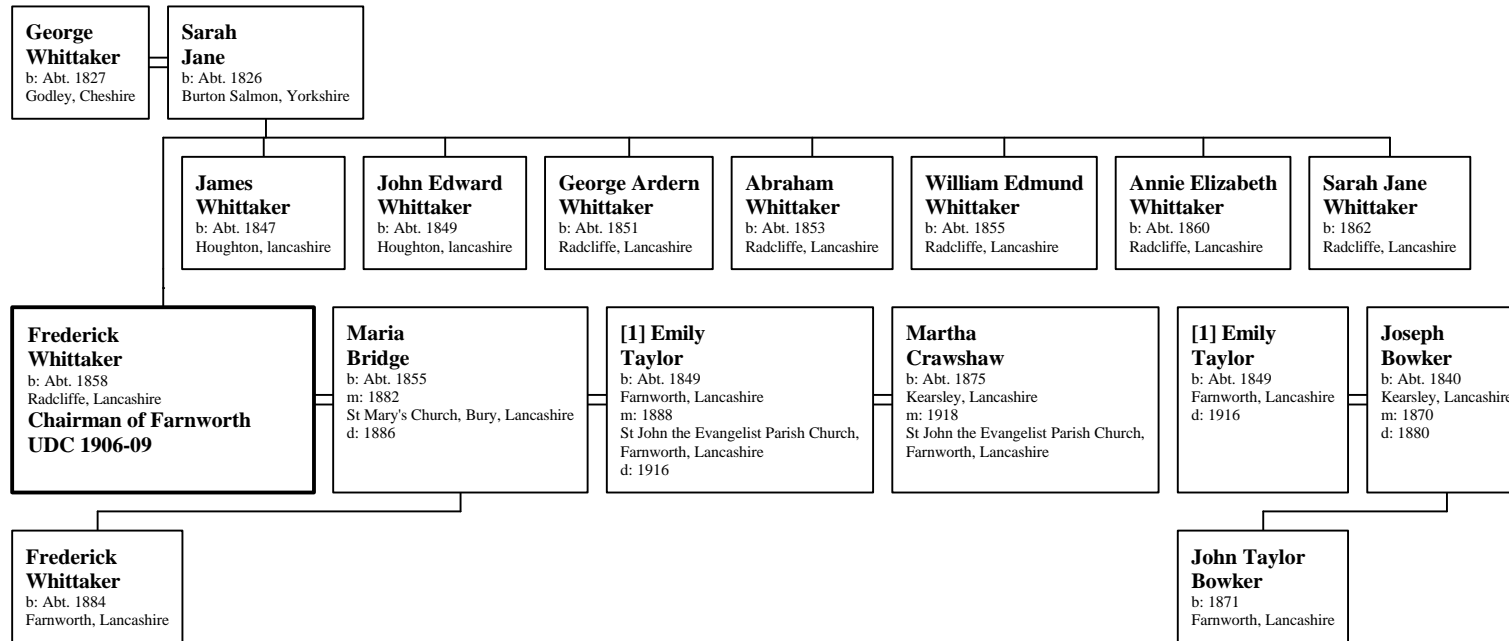 George
Whittaker
b: Abt. 1827
Godley, Cheshire
Sarah
Jane
b: Abt. 1826
Burton Salmon, Yorkshire
James
Whittaker
b: Abt. 1847
Houghton, lancashire
John Edward
Whittaker
b: Abt. 1849
Houghton, lancashire
George Ardern
Whittaker
b: Abt. 1851
Radcliffe, Lancashire
Abraham
Whittaker
b: Abt. 1853
Radcliffe, Lancashire
William Edmund
Whittaker
b: Abt. 1855
Radcliffe, Lancashire
Annie Elizabeth
Whittaker
b: Abt. 1860
Radcliffe, Lancashire
Sarah Jane
Whittaker
b: 1862
Radcliffe, Lancashire
Frederick
Whittaker
b: Abt. 1858
Radcliffe, Lancashire
Chairman of Farnworth
UDC 1906-09
Maria
Bridge
b: Abt. 1855
m: 1882
St Mary's Church, Bury, Lancashire
d: 1886
[1] Emily
Taylor
b: Abt. 1849
Farnworth, Lancashire
m: 1888
St John the Evangelist Parish Church,
Farnworth, Lancashire
d: 1916
Martha
Crawshaw
b: Abt. 1875
Kearsley, Lancashire
m: 1918
St John the Evangelist Parish Church,
Farnworth, Lancashire
[1] Emily
Taylor
b: Abt. 1849
Farnworth, Lancashire
d: 1916
Joseph
Bowker
b: Abt. 1840
Kearsley, Lancashire
m: 1870
d: 1880
Frederick
Whittaker
b: Abt. 1884
Farnworth, Lancashire
John Taylor
Bowker
b: 1871
Farnworth, Lancashire